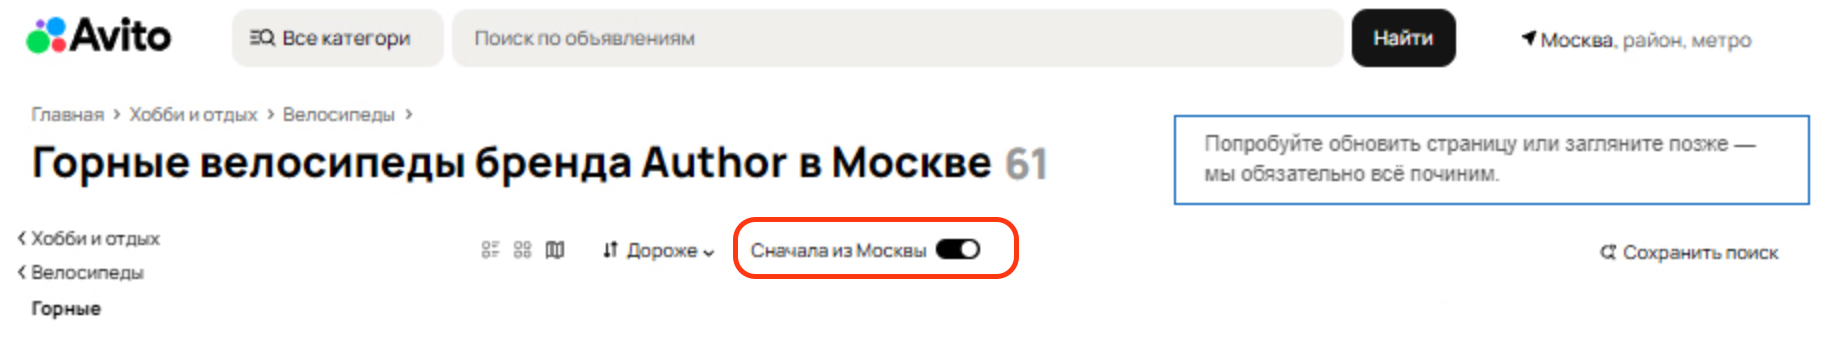 Avito
Все категори
Поиск по объявлениям
Найти
Москва, район, метро
Главная > Хобби и отдых > Велосипеды >
Горные велосипеды бренда Author в Москве 61
Попробуйте обновить страницу или загляните позже —
мы обязательно всё починим.
Хобби и отдых
Дороже
Сначала из Москвы
Сохранить поиск
Велосипеды
Горные